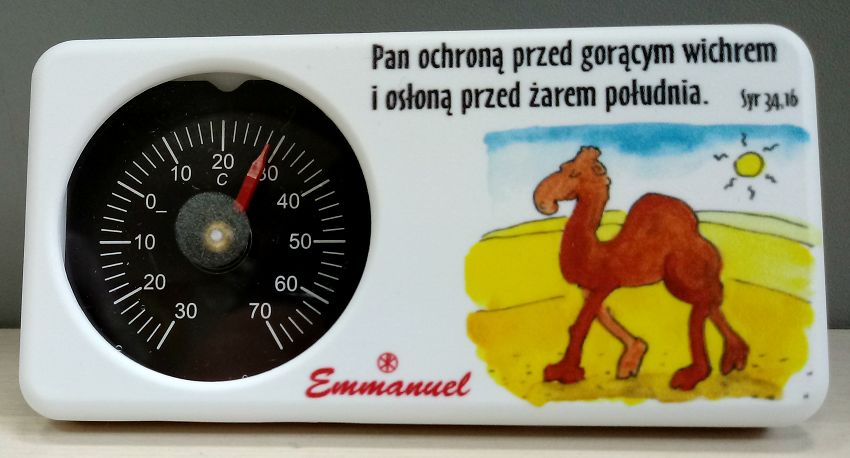 Pan ochroną przed gorącym wichrem
i osłoną przed żarem południa. Syr 34,16
30
20
10
0
10
20
C
30
40
50
60
70
Emmanuel